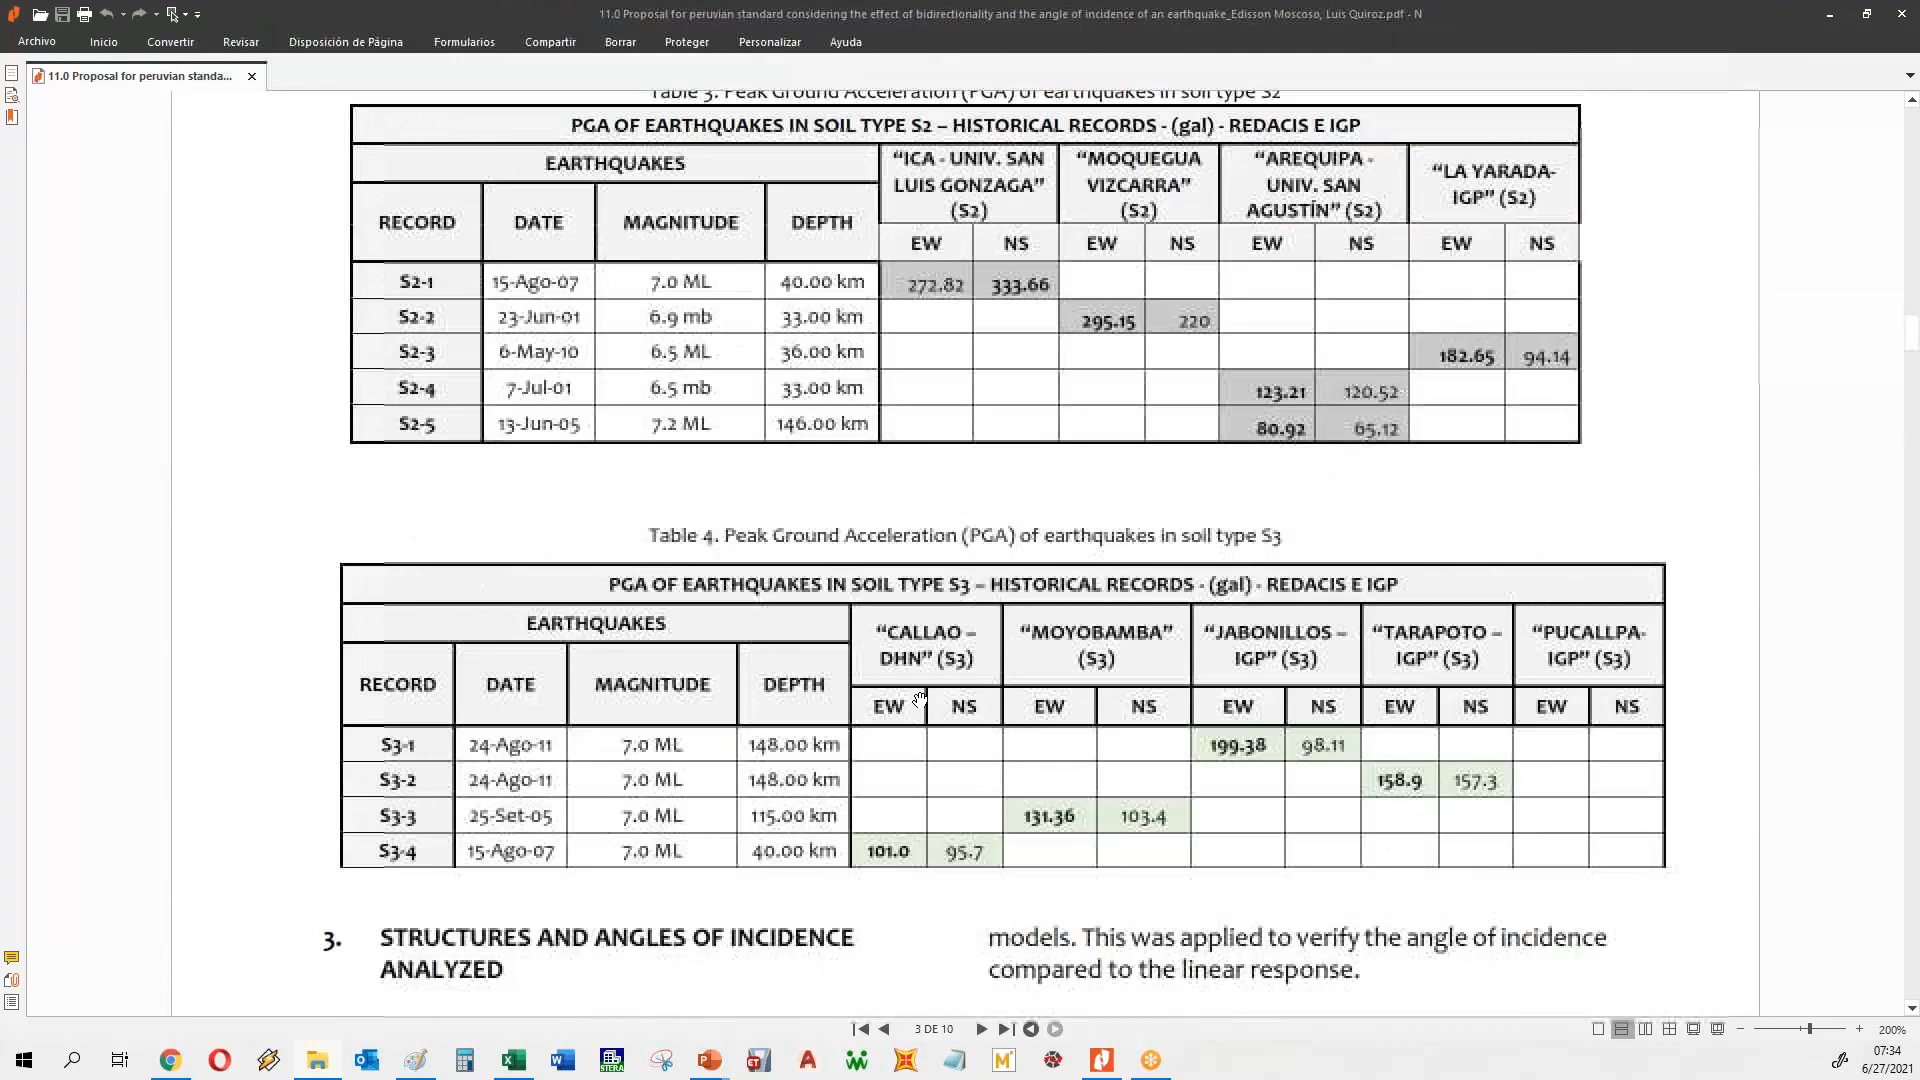 11.0 Proposal for peruvian standard considering the effect of bidirectionality and the angle of incidence of an earthquake_Edisson Moscoso, Luis Quiroz.pdf - N
Archivo Inicio Convertir Revisar Disposición de Página Formularios Compartir Borrar Proteger Personalizar Ayuda
11.0 Proposal for peruvian standa...
Table 3. Peak Ground Acceleration (PGA) of earthquakes in soil type S2
PGA OF EARTHQUAKES IN SOIL TYPE S2 – HISTORICAL RECORDS - (gal) - REDACIS E IGP
EARTHQUAKES
"ICA - UNIV. SAN LUIS GONZAGA" (S2)
"MOQUEGUA VIZCARRA" (S2)
"AREQUIPA - UNIV. SAN AGUSTÍN" (S2)
"LA YARADA-IGP" (S2)
RECORD DATE MAGNITUDE DEPTH
EW NS EW NS EW NS EW NS
S2-1 15-Ago-07 7.0 ML 40.00 km 272.82 333.66
S2-2 23-Jun-01 6.9 mb 33.00 km 295.15 220
S2-3 6-May-10 6.5 ML 36.00 km 182.65 94.14
S2-4 7-Jul-01 6.5 mb 33.00 km 123.21 120.52
S2-5 13-Jun-05 7.2 ML 146.00 km 80.92 65.12
Table 4. Peak Ground Acceleration (PGA) of earthquakes in soil type S3
PGA OF EARTHQUAKES IN SOIL TYPE S3 – HISTORICAL RECORDS - (gal) - REDACIS E IGP
EARTHQUAKES
"CALLAO – DHN" (S3)
"MOYOBAMBA" (S3)
"JABONILLOS – IGP" (S3)
"TARAPOTO – IGP" (S3)
"PUCALLPA-IGP" (S3)
RECORD DATE MAGNITUDE DEPTH
EW NS EW NS EW NS EW NS EW NS
S3-1 24-Ago-11 7.0 ML 148.00 km 199.38 98.11
S3-2 24-Ago-11 7.0 ML 148.00 km 158.9 157.3
S3-3 25-Set-05 7.0 ML 115.00 km 131.36 103.4
S3-4 15-Ago-07 7.0 ML 40.00 km 101.0 95.7
3. STRUCTURES AND ANGLES OF INCIDENCE
ANALYZED
models. This was applied to verify the angle of incidence
compared to the linear response.
3 DE 10
200%
STERA
07:34
6/27/2021